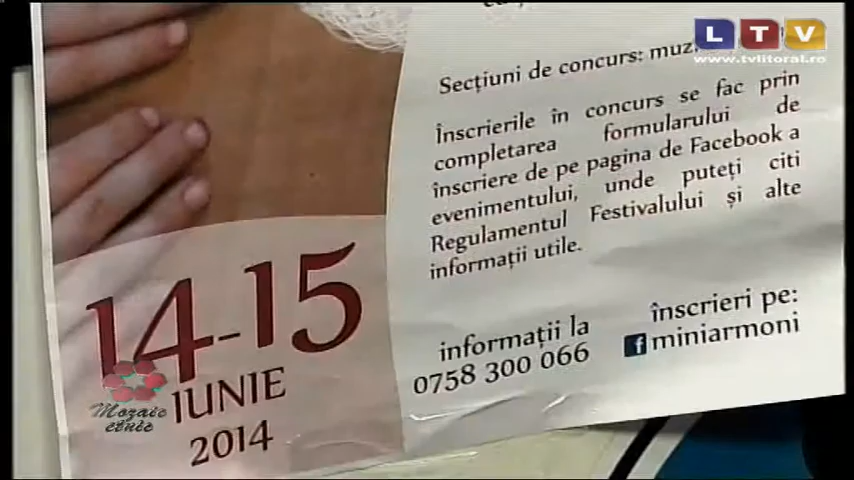 LTV
www.tvlitoral.ro
Secțiuni de concurs:
Înscrierile în concurs se fac prin
completarea formularului de
înscriere de pe pagina de Facebook a
evenimentului, unde puteți citi
Regulamentul Festivalului și alte
informații utile.
14-15
IUNIE
2014
informații la
0758 300 066
înscrieri pe:
f miniarmoni
Mozaic
etnic